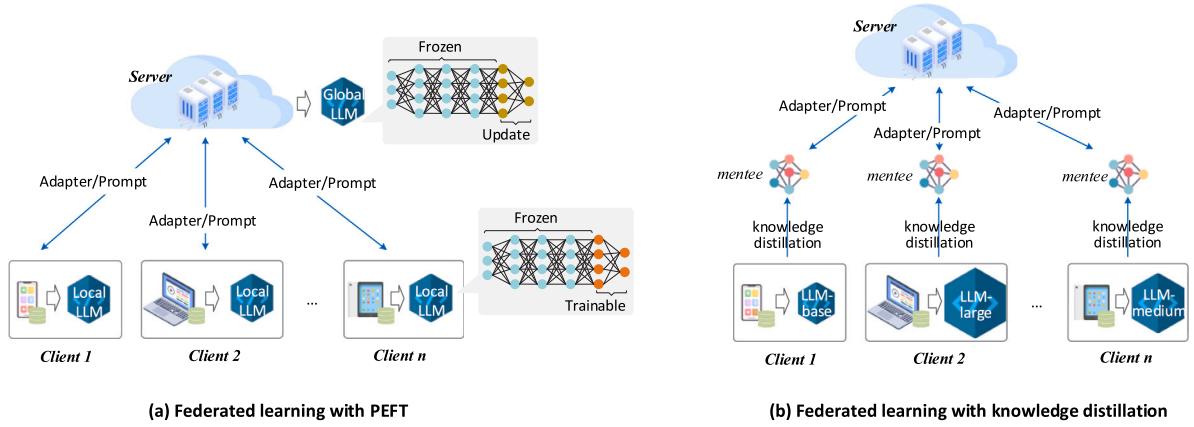 Frozen
Server
Global
LLM
Update
Adapter/Prompt
Adapter/Prompt
Adapter/Prompt
Frozen
Trainable
Local
LLM
Local
LLM
...
Local
LLM
Client 1
Client 2
Client n
(a) Federated learning with PEFT
Server
Adapter/Prompt
Adapter/Prompt
Adapter/Prompt
mentee
mentee
mentee
knowledge
distillation
knowledge
distillation
knowledge
distillation
LLM-
base
LLM-
large
...
LLM-
medium
Client 1
Client 2
Client n
(b) Federated learning with knowledge distillation